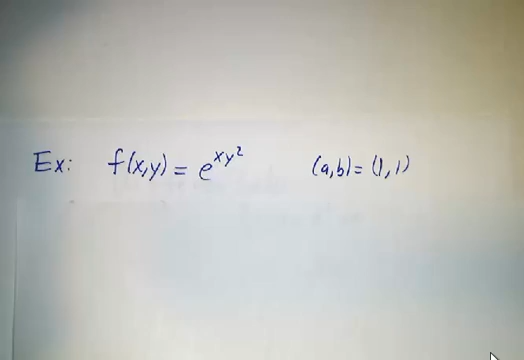 Ex: f(x,y) = e^{xy^2} (a,b) = (1,1)